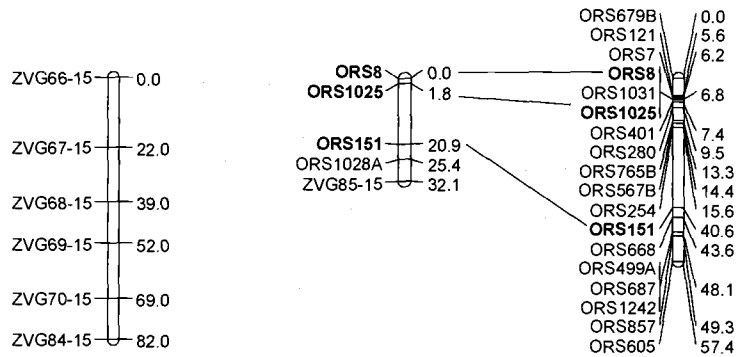 ZVG66-15 0.0
ZVG67-15 22.0
ZVG68-15 39.0
ZVG69-15 52.0
ZVG70-15 69.0
ZVG84-15 82.0
ORS8 0.0
ORS1025 1.8
ORS151 20.9
ORS1028A 25.4
ZVG85-15 32.1
ORS679B 0.0
ORS121 5.6
ORS7 6.2
ORS8
ORS1031 6.8
ORS1025
ORS401 7.4
ORS280 9.5
ORS765B 13.3
ORS567B 14.4
ORS254 15.6
ORS151 40.6
ORS668 43.6
ORS499A
ORS687 48.1
ORS1242
ORS857 49.3
ORS605 57.4